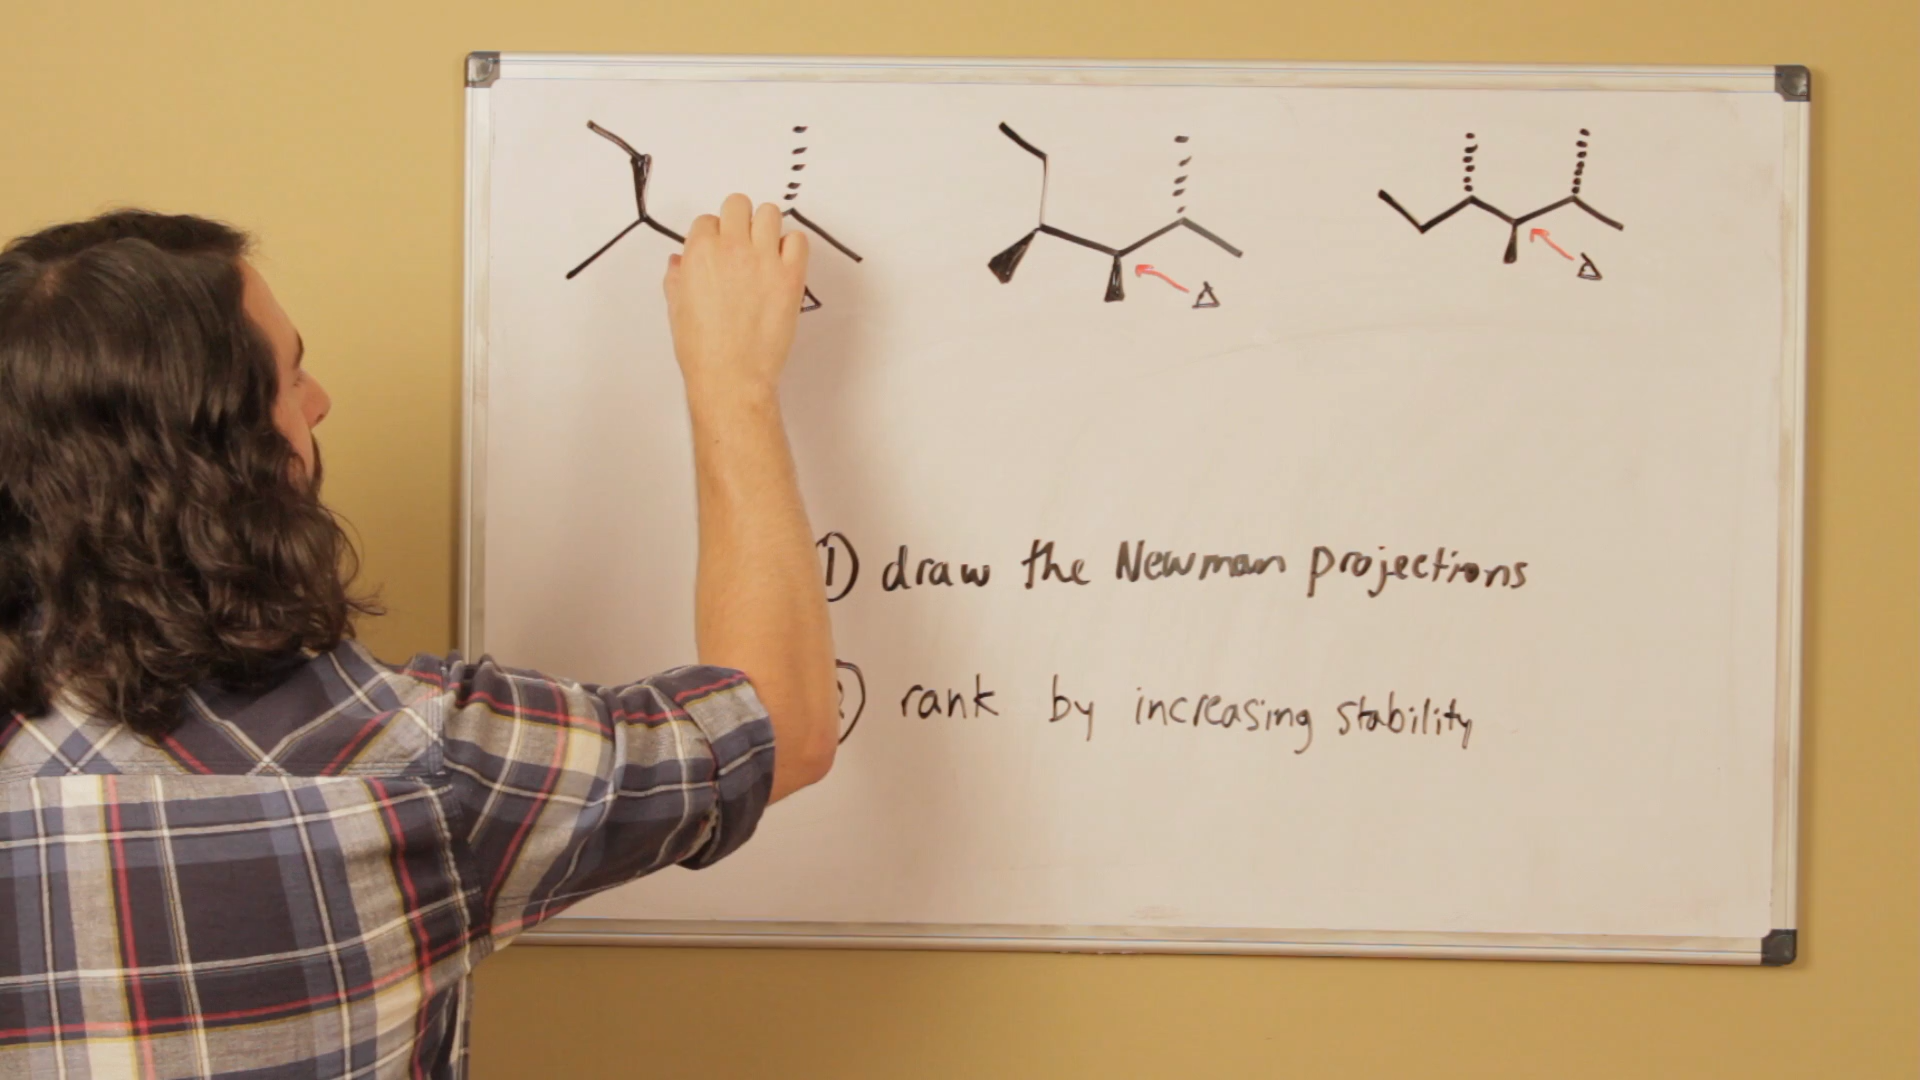 1) draw the Newman projections
2) rank by increasing stability